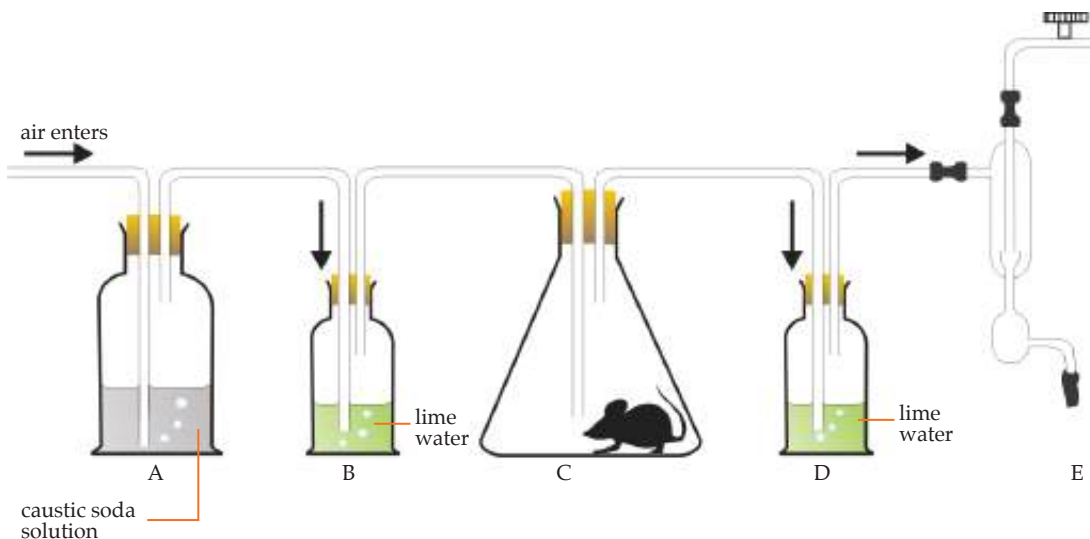 air enters
lime
water
lime
water
A
B
C
D
E
caustic soda
solution